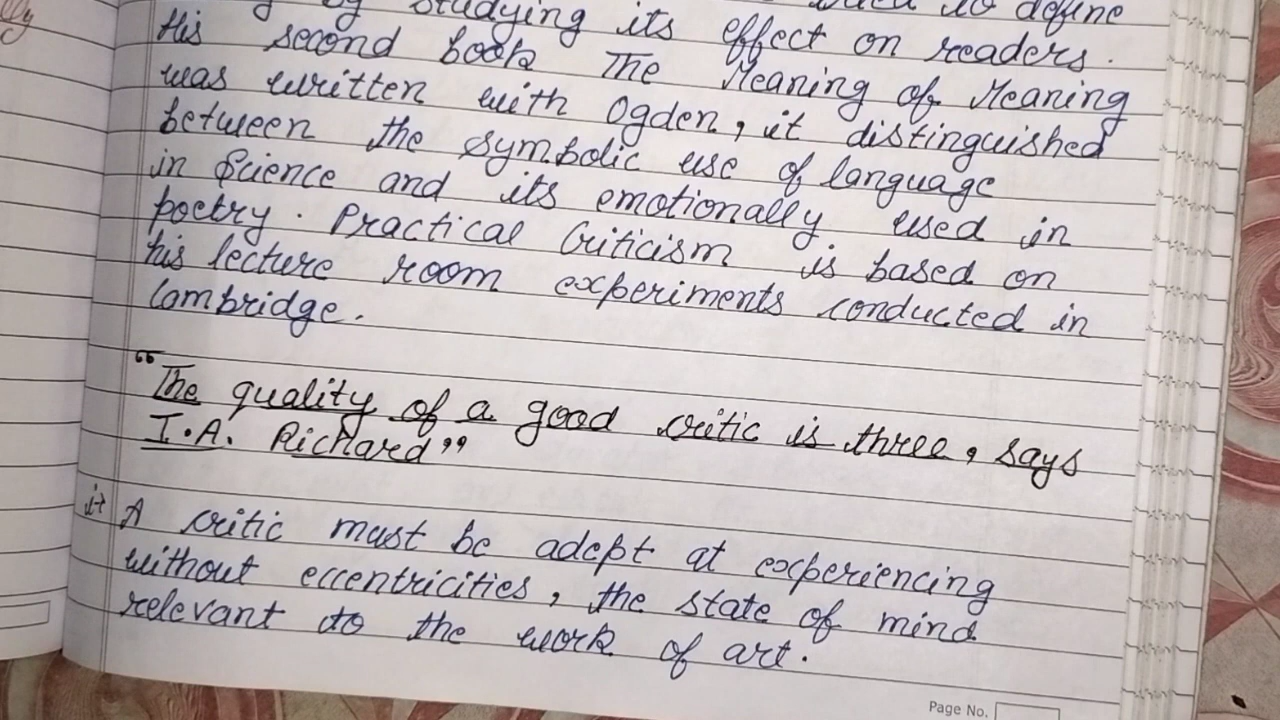 by studying its effect on readers.
His second book The Meaning of Meaning
was written with Ogden, it distinguished
between the symbolic use of language
in Science and its emotionally used in
poetry. Practical Criticism is based on
his lecture room experiments conducted in
Cambridge.
"The quality of a good critic is three, says
I.A. Richard"
i→ A critic must be adept at experiencing
without eccentricities, the state of mind
relevant to the work of art.
Page No.